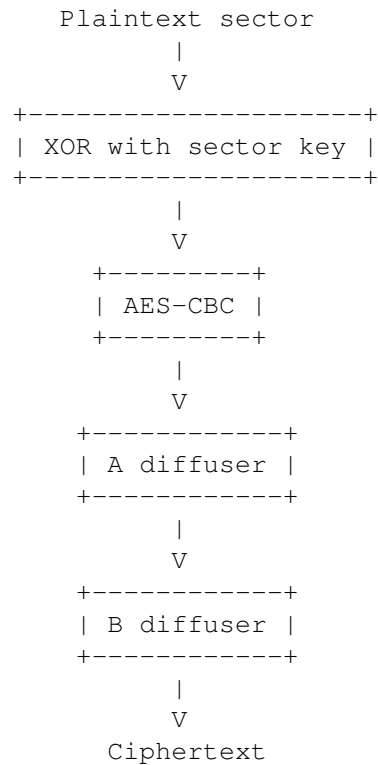 Plaintext sector
|
V
+---------------------+
| XOR with sector key |
+---------------------+
|
V
+---------+
| AES-CBC |
+---------+
|
V
+------------+
| A diffuser |
+------------+
|
V
+------------+
| B diffuser |
+------------+
|
V
Ciphertext